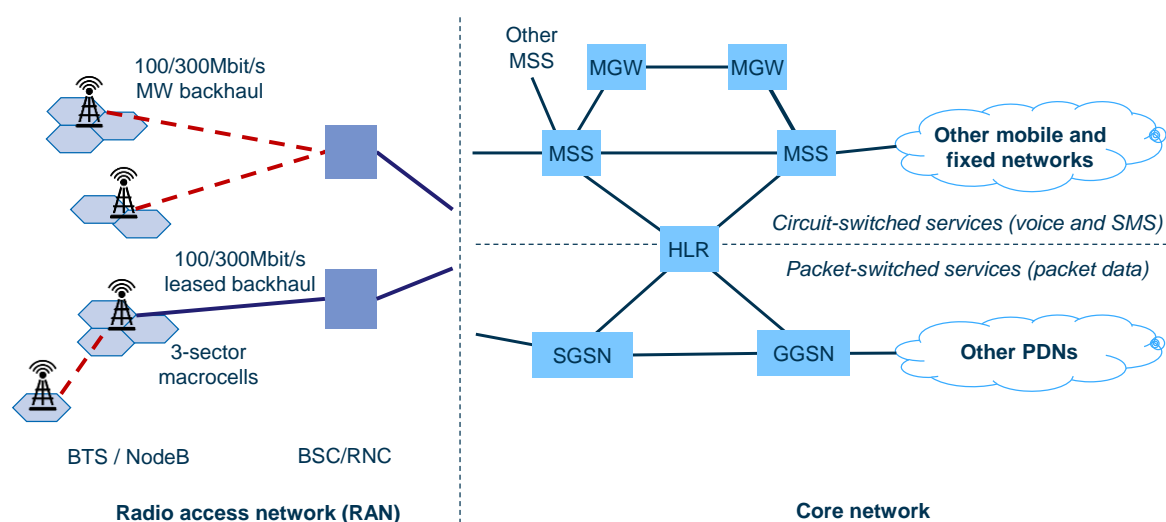 100/300Mbit/s
MW backhaul
Other
MSS
MGW
MGW
MSS
MSS
Other mobile and
fixed networks
Circuit-switched services (voice and SMS)
HLR
Packet-switched services (packet data)
100/300Mbit/s
leased backhaul
3-sector
macrocells
SGSN
GGSN
Other PDNs
BTS / NodeB
BSC/RNC
Radio access network (RAN)
Core network